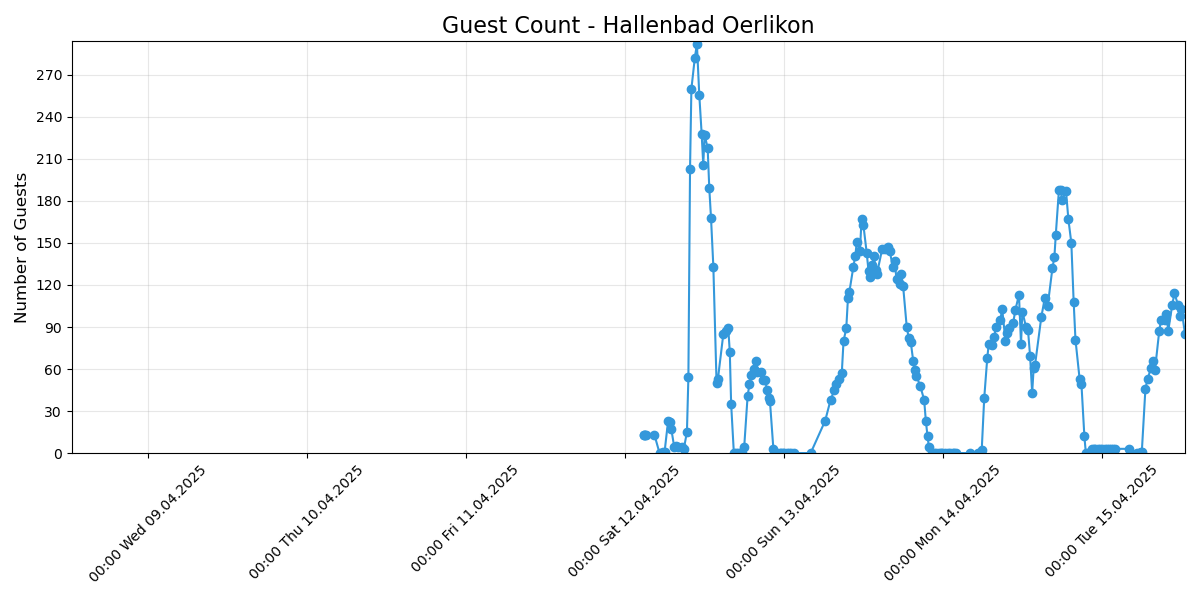 Guest Count - Hallenbad Oerlikon
Number of Guests
270
240
210
180
150
120
90
60
30
0
00:00 Wed 09.04.2025
00:00 Thu 10.04.2025
00:00 Fri 11.04.2025
00:00 Sat 12.04.2025
00:00 Sun 13.04.2025
00:00 Mon 14.04.2025
00:00 Tue 15.04.2025